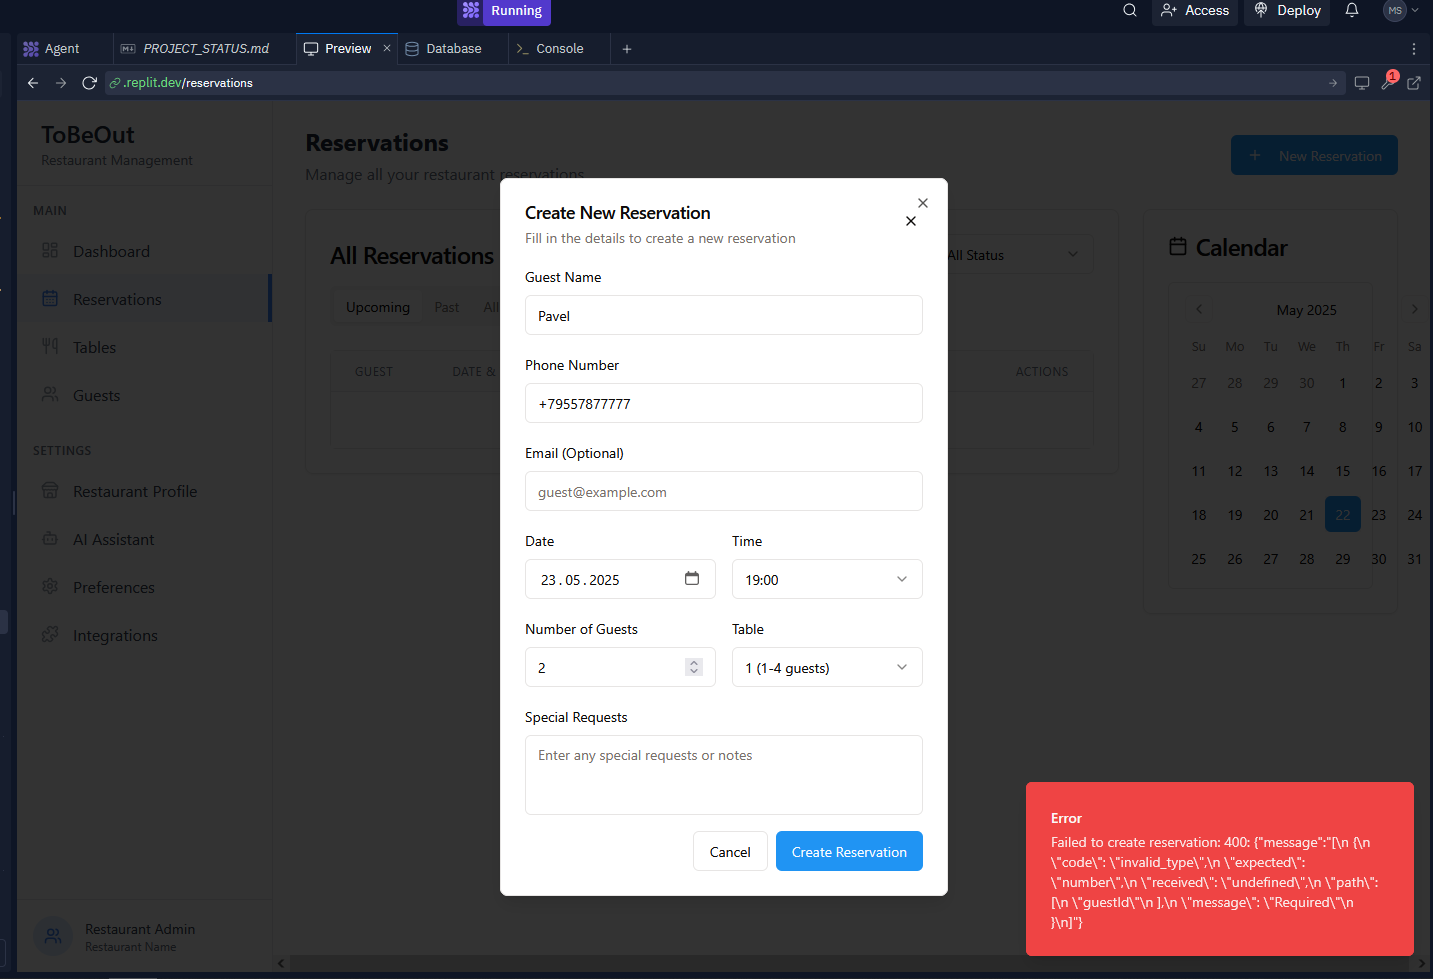 Running
Access
Deploy
MS
Agent
PROJECT_STATUS.md
Preview
Database
Console
.replit.dev/reservations
1
ToBeOut
Restaurant Management
MAIN
Dashboard
Reservations
Tables
Guests
SETTINGS
Restaurant Profile
AI Assistant
Preferences
Integrations
Restaurant Admin
Restaurant Name
Reservations
Manage all your restaurant reservations
New Reservation
All Reservations
All Status
Upcoming Past All
GUEST DATE & ACTIONS
Calendar
May 2025
Su Mo Tu We Th Fr Sa
27 28 29 30 1 2 3
4 5 6 7 8 9 10
11 12 13 14 15 16 17
18 19 20 21 22 23 24
25 26 27 28 29 30 31
Create New Reservation
Fill in the details to create a new reservation
Guest Name
Pavel
Phone Number
+79557877777
Email (Optional)
guest@example.com
Date Time
23.05.2025 19:00
Number of Guests Table
2 1 (1-4 guests)
Special Requests
Enter any special requests or notes
Cancel Create Reservation
Error
Failed to create reservation: 400: {"message":"[\n {\n
\"code\": \"invalid_type\",\n \"expected\":
\"number\",\n \"received\": \"undefined\",\n \"path\":
[\n \"guestId\"\n ],\n \"message\": \"Required\"\n
}\n]"}